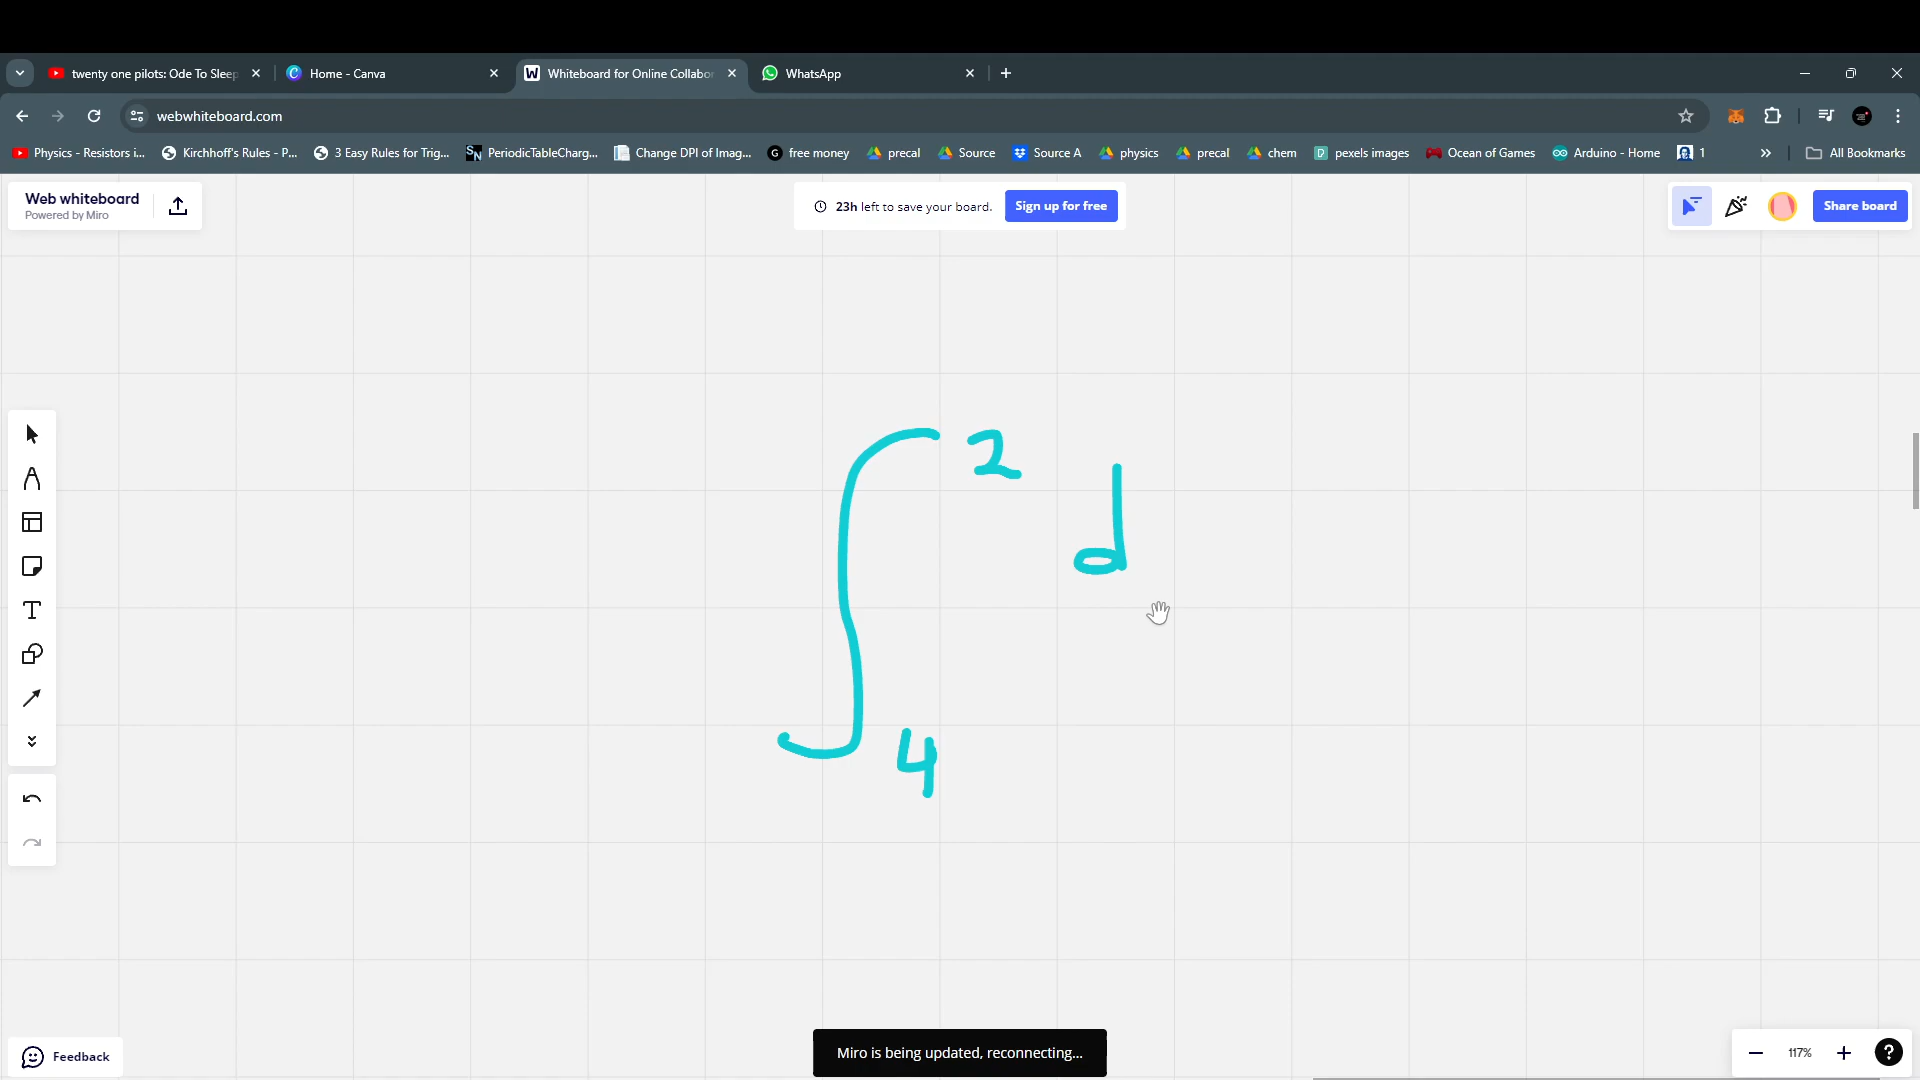 twenty one pilots: Ode To Sleep
Home - Canva
Whiteboard for Online Collabor
WhatsApp
webwhiteboard.com
Physics - Resistors i...
Kirchhoff's Rules - P...
3 Easy Rules for Trig...
PeriodicTableCharg...
Change DPI of Imag...
free money
precal
Source
Source A
physics
precal
chem
pexels images
Ocean of Games
Arduino - Home
1
All Bookmarks
Web whiteboard
Powered by Miro
23h left to save your board.
Sign up for free
Share board
2
d
∫
4
Feedback
Miro is being updated, reconnecting...
117%